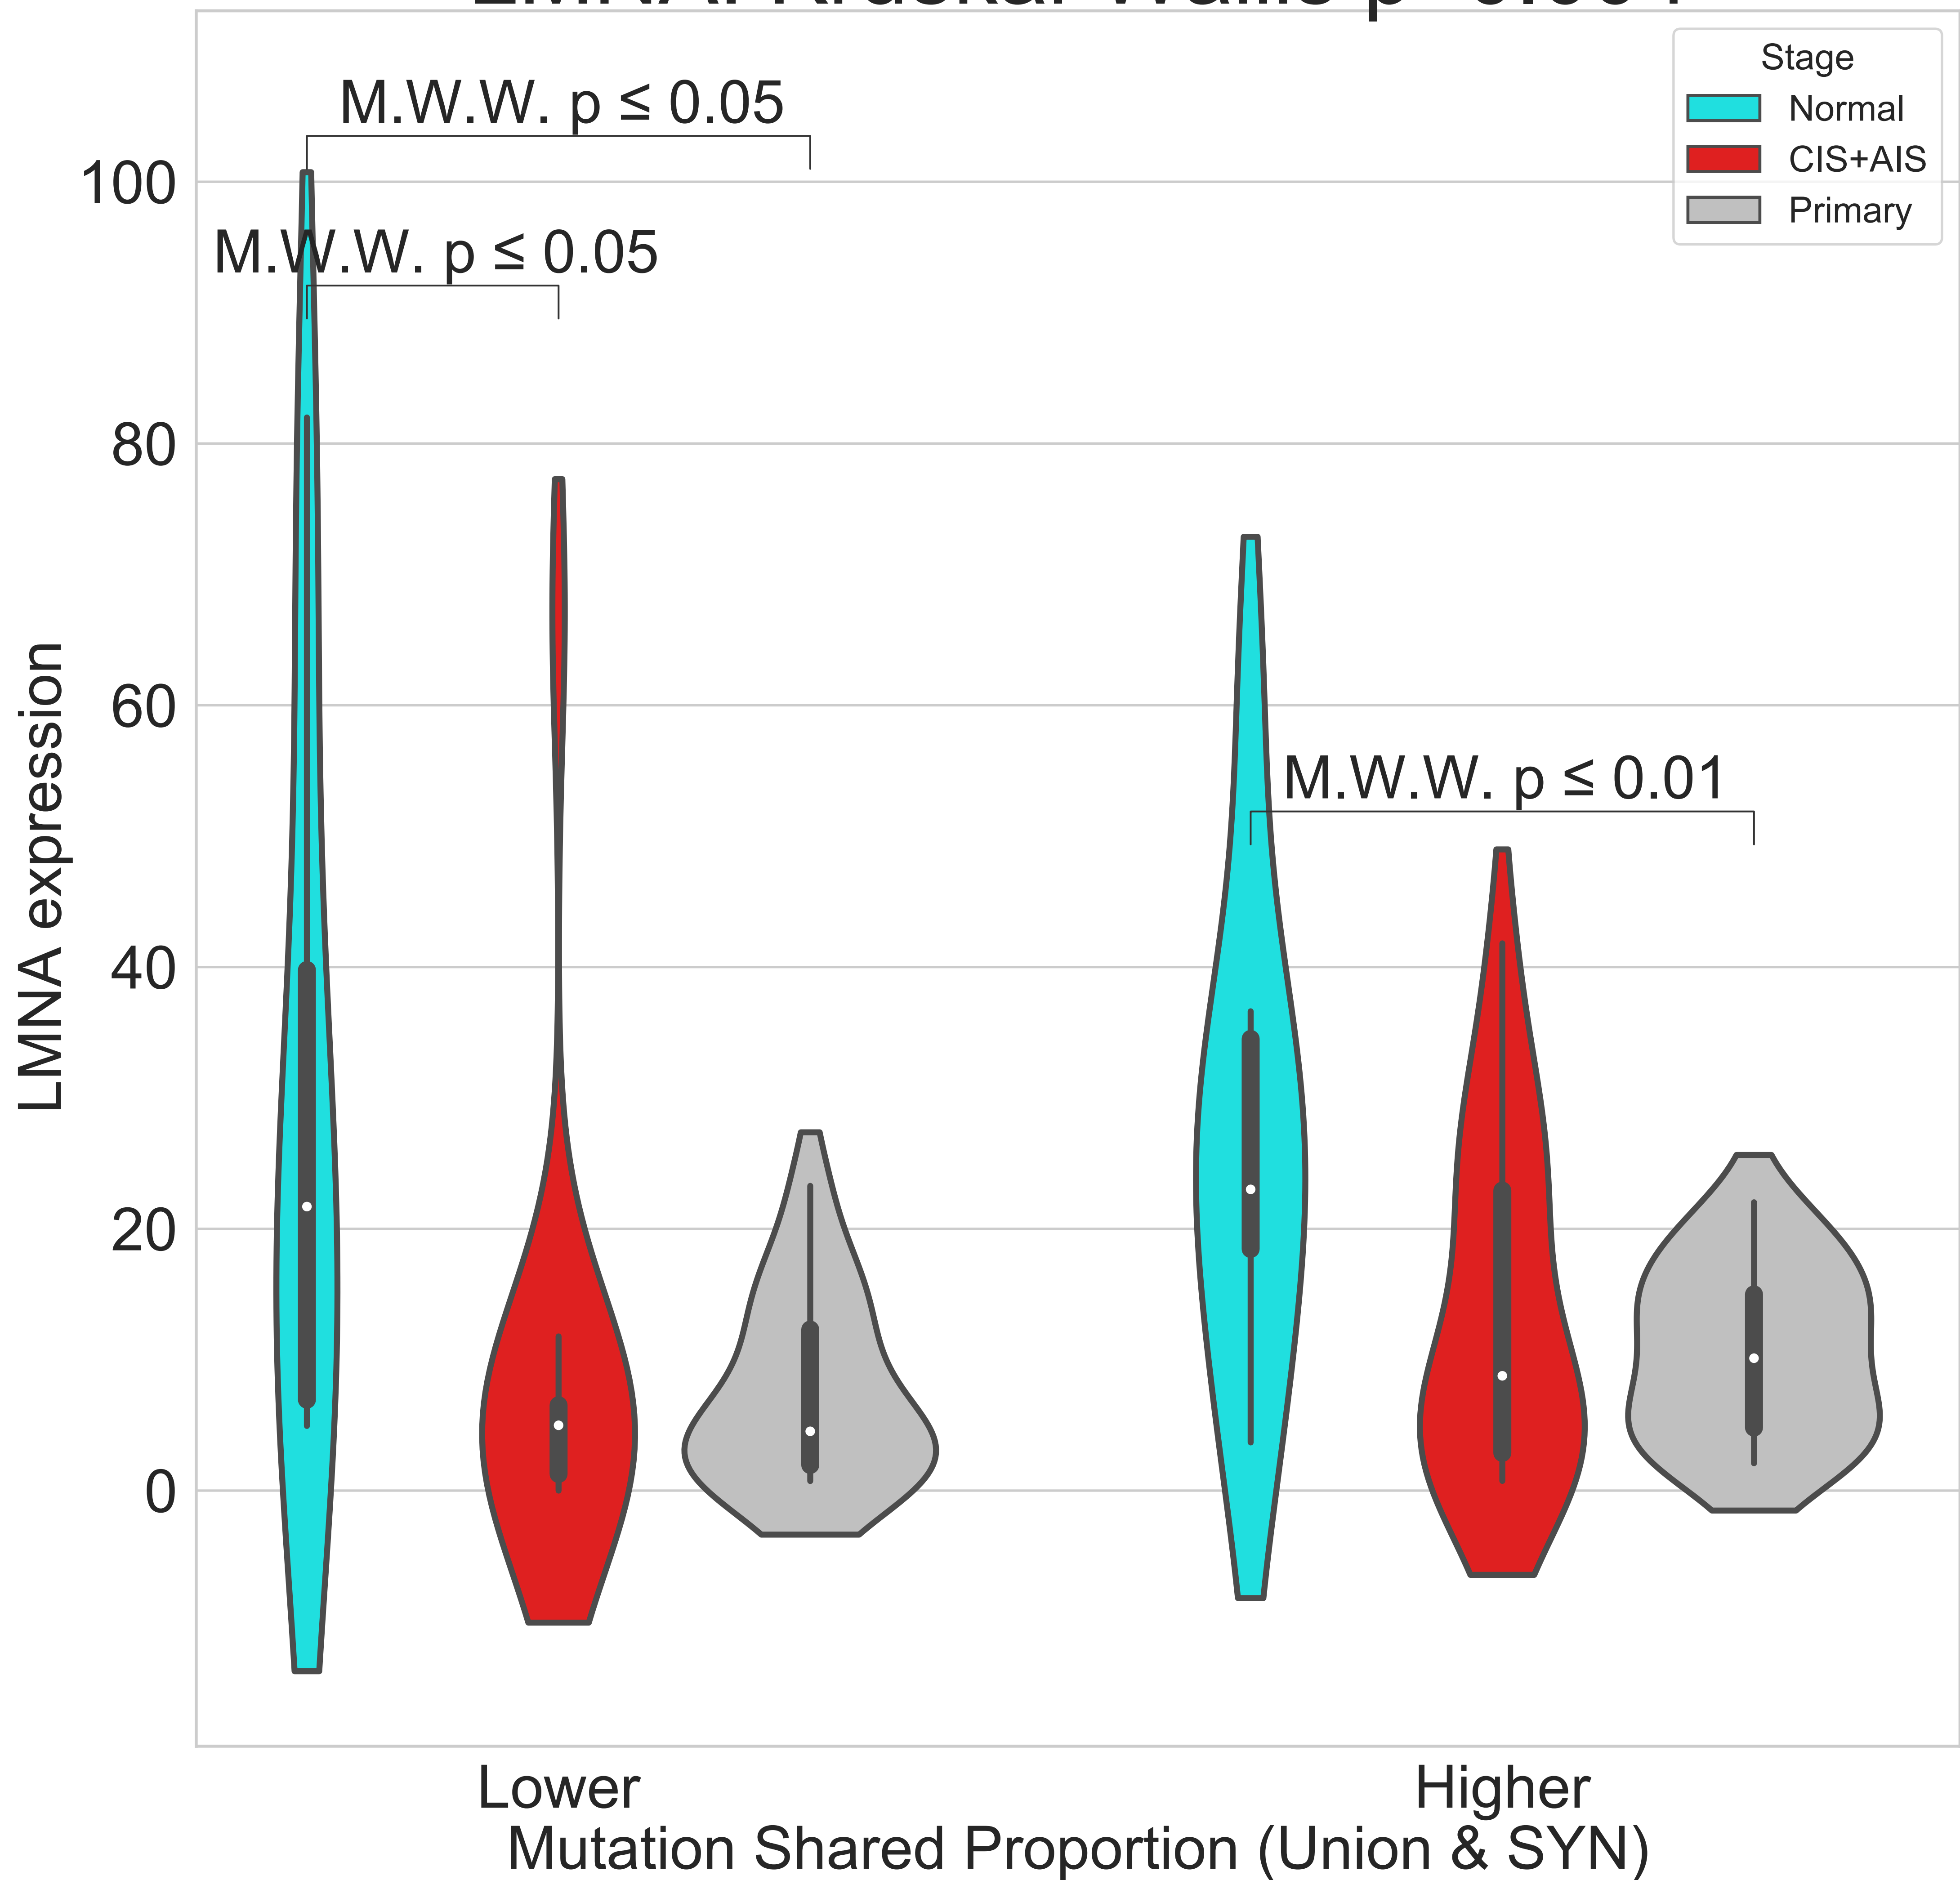 Stage
Normal
CIS+AIS
Primary
M.W.W. p ≤ 0.05
M.W.W. p ≤ 0.05
M.W.W. p ≤ 0.01
100
80
60
40
20
0
LMNA expression
Lower
Higher
Mutation Shared Proportion (Union & SYN)